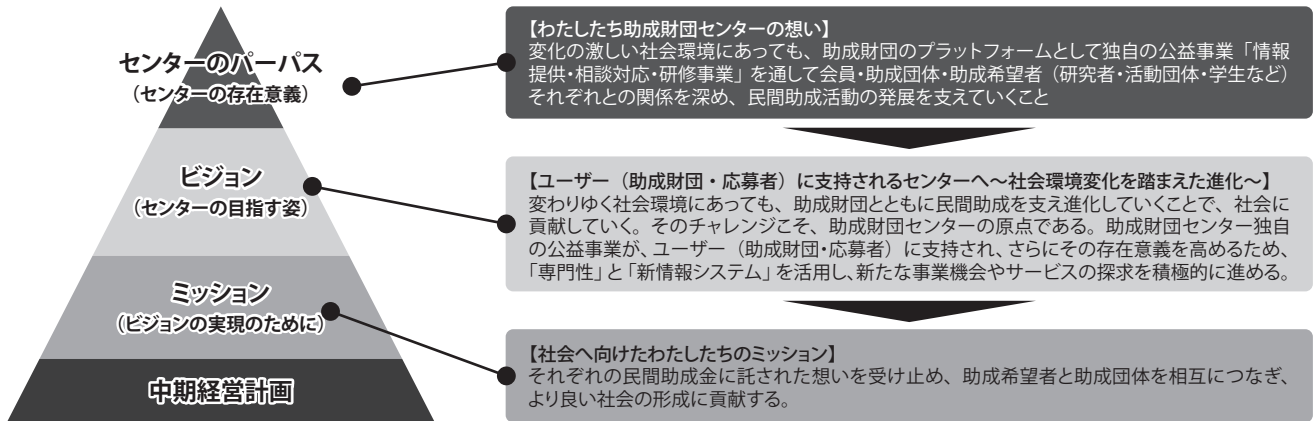 センターのパーパス
(センターの存在意義)
ビジョン
(センターの目指す姿)
ミッション
(ビジョンの実現のために)
中期経営計画
【わたしたち助成財団センターの想い】
変化の激しい社会環境にあっても、助成財団のプラットフォームとして独自の公益事業「情報
提供・相談対応・研修事業」を通して会員・助成団体・助成希望者(研究者・活動団体・学生など)
それぞれとの関係を深め、民間助成活動の発展を支えていくこと
【ユーザー(助成財団・応募者)に支持されるセンターへ~社会環境変化を踏まえた進化~】
変わりゆく社会環境にあっても、助成財団とともに民間助成を支え進化していくことで、社会に
貢献していく。そのチャレンジこそ、助成財団センターの原点である。助成財団センター独自
の公益事業が、ユーザー(助成財団・応募者)に支持され、さらにその存在意義を高めるため、
「専門性」と「新情報システム」を活用し、新たな事業機会やサービスの探求を積極的に進める。
【社会へ向けたわたしたちのミッション】
それぞれの民間助成金に託された想いを受け止め、助成希望者と助成団体を相互につなぎ、
より良い社会の形成に貢献する。